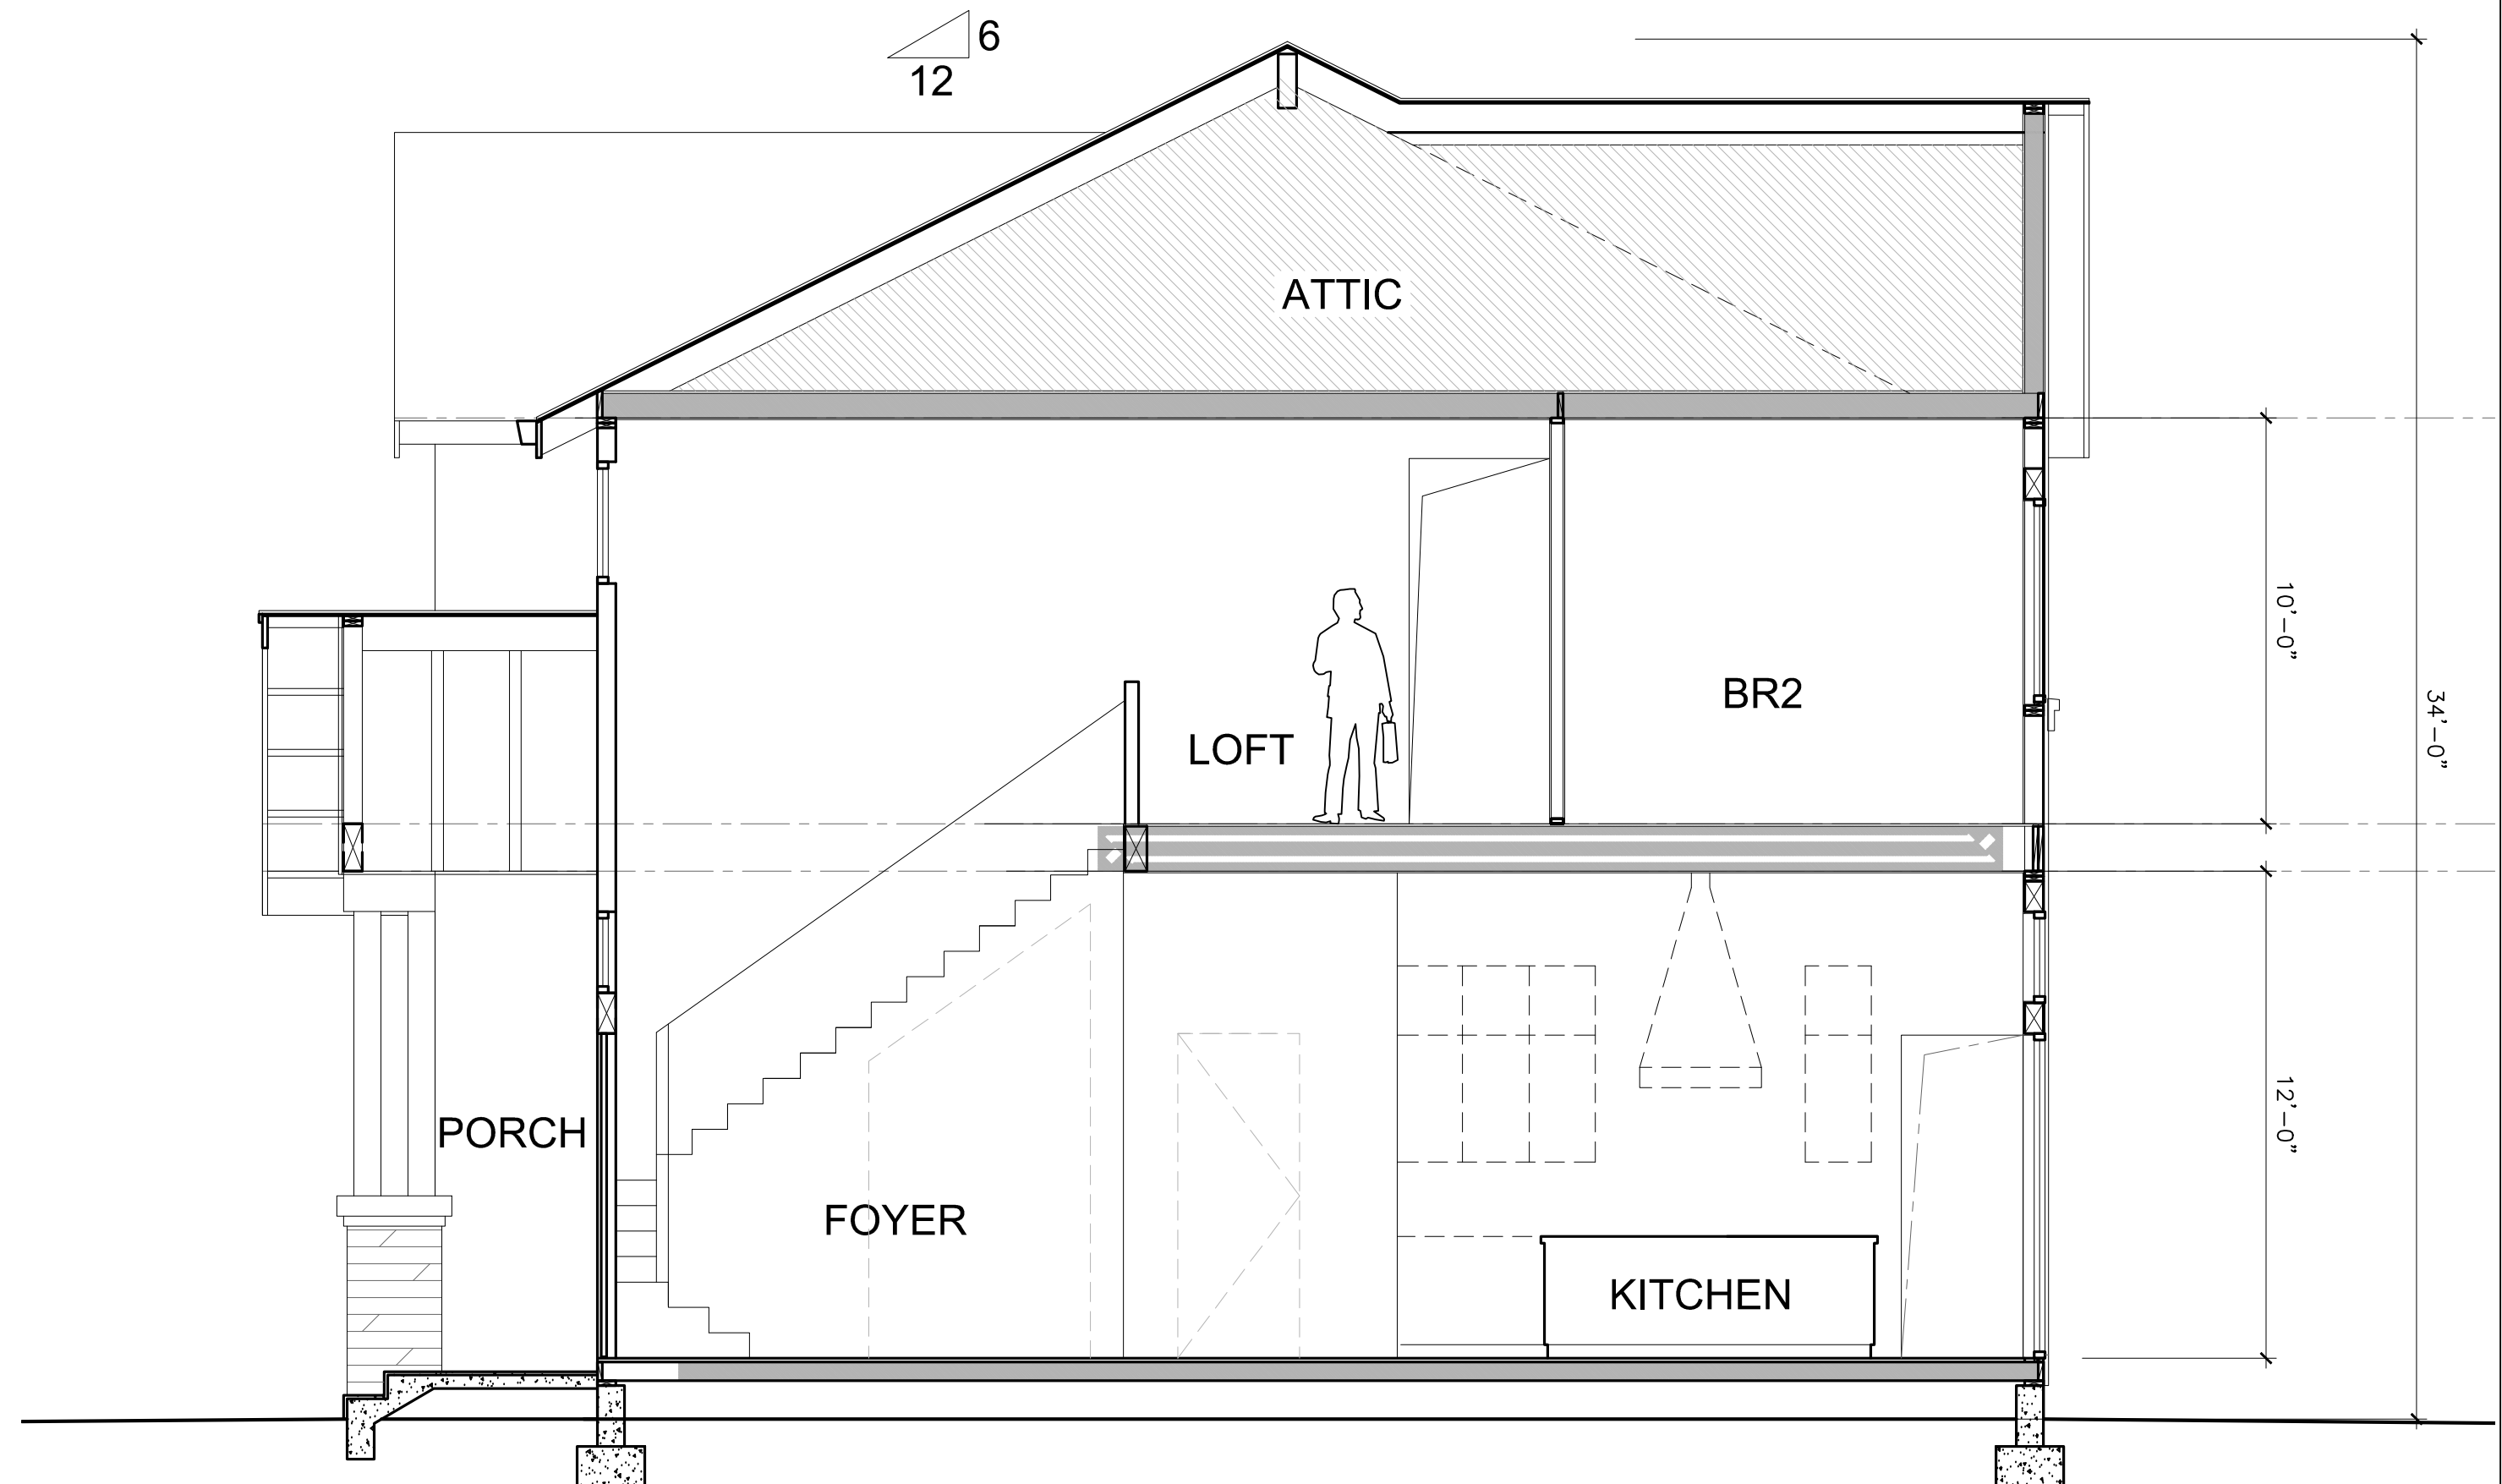 6
12
ATTIC
10'-0"
BR2
34'-0"
LOFT
12'-0"
PORCH
FOYER
KITCHEN